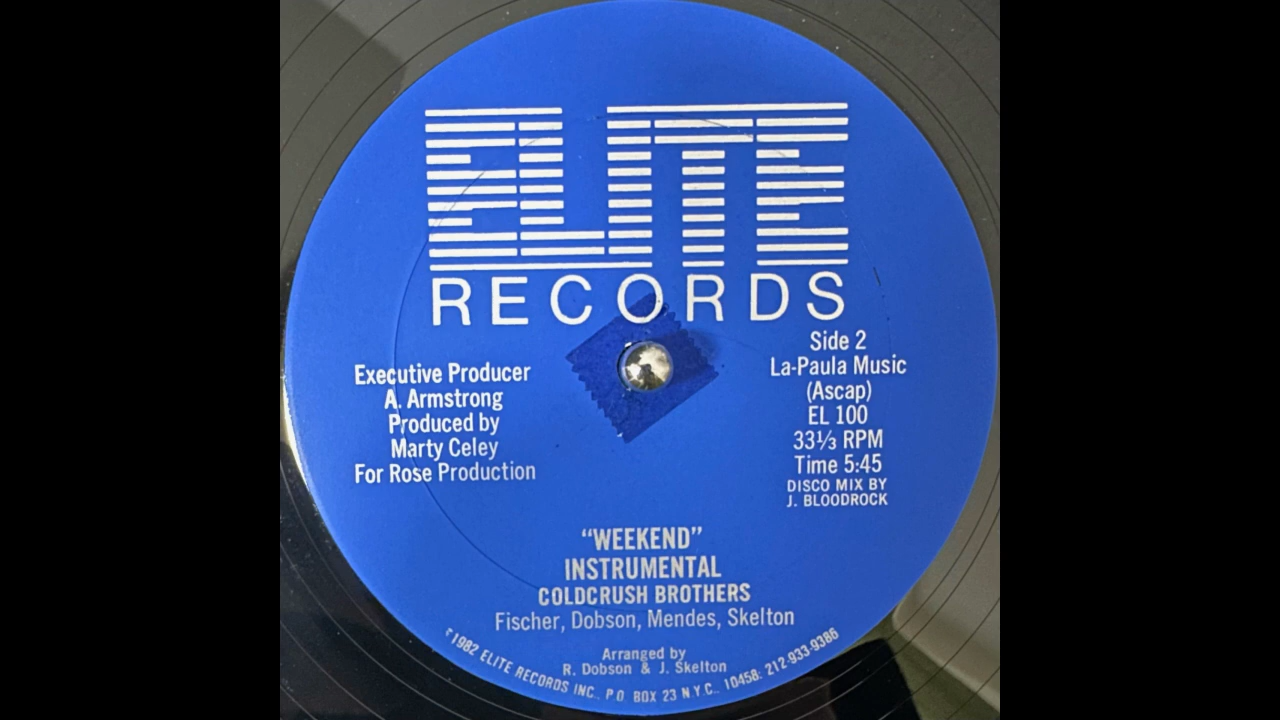 ELITE
RECORDS
Executive Producer
A. Armstrong
Produced by
Marty Celey
For Rose Production
Side 2
La-Paula Music
(Ascap)
EL 100
33⅓ RPM
Time 5:45
DISCO MIX BY
J. BLOODROCK
“WEEKEND”
INSTRUMENTAL
COLDCRUSH BROTHERS
Fischer, Dobson, Mendes, Skelton
Arranged by
R. Dobson & J. Skelton
℗1982 ELITE RECORDS INC., P.O. BOX 23 N.Y.C., 10458: 212-933-9386